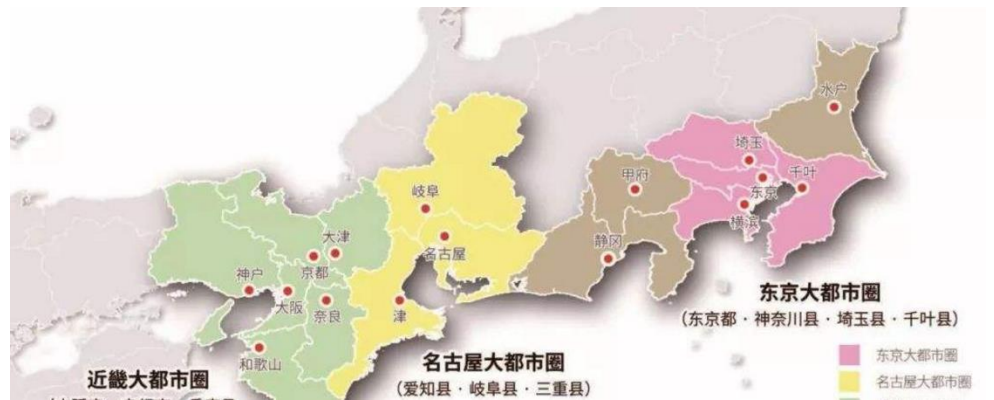 水户
埼玉
千叶
东京
横滨
甲府
静冈
岐阜
名古屋
大津
京都
神户
大阪
奈良
津
和歌山
东京大都市圈
(东京都·神奈川县·埼玉县·千叶县)
名古屋大都市圈
(爱知县·岐阜县·三重县)
近畿大都市圈
东京大都市圈
名古屋大都市圈